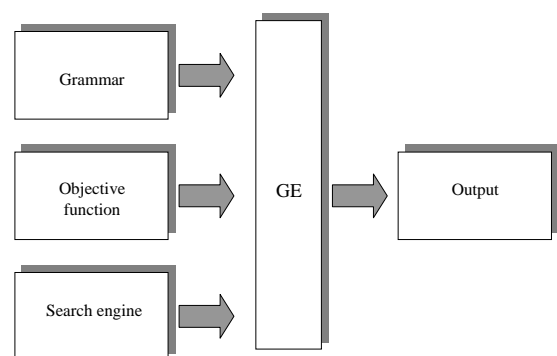 Grammar
Objective
function
Search engine
GE
Output